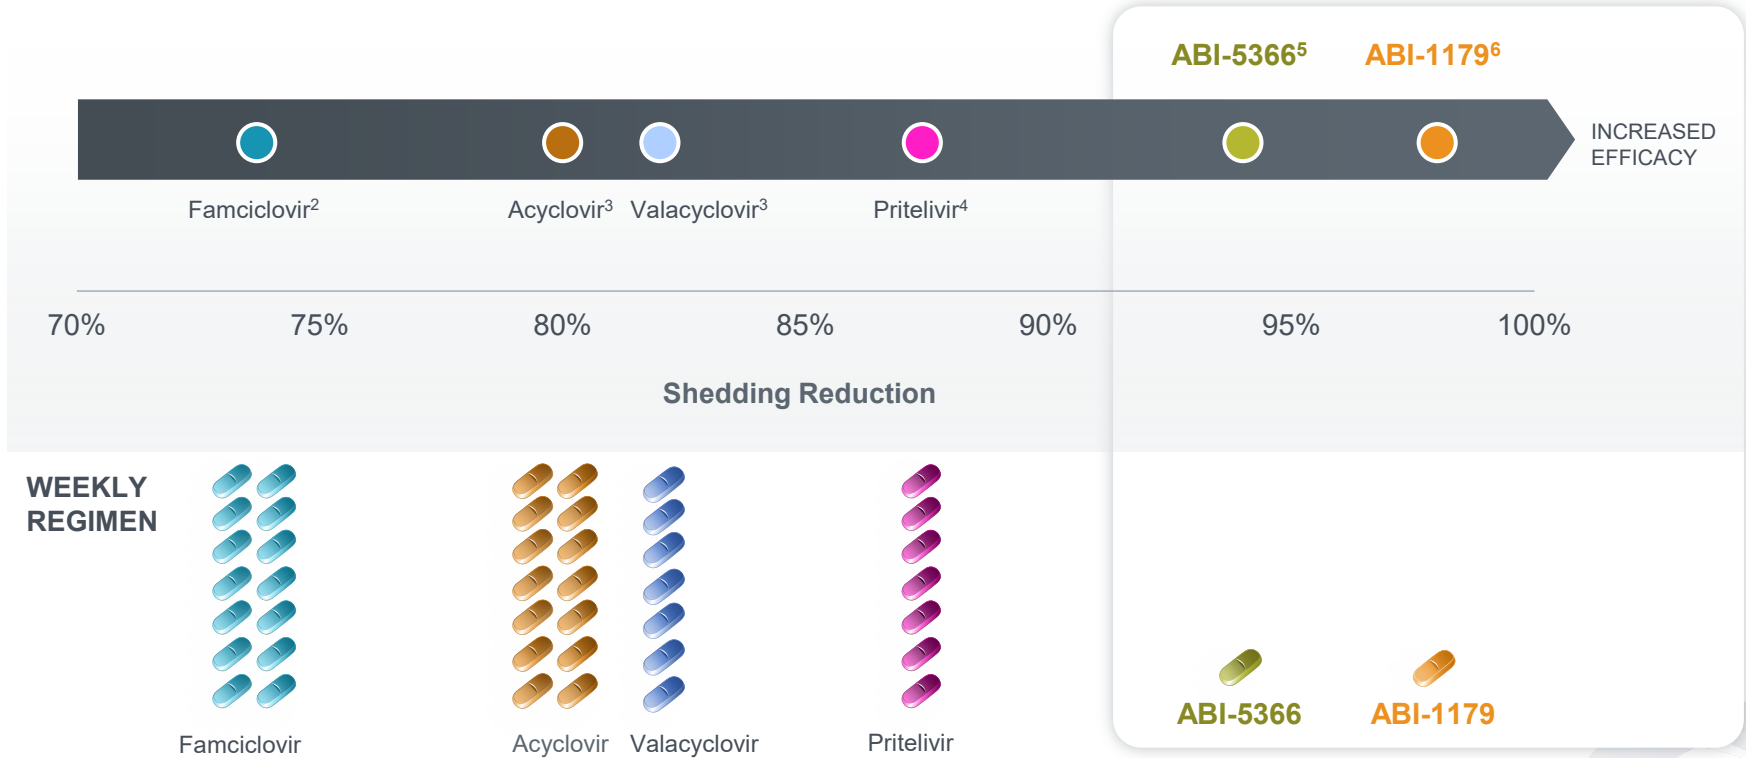 ABI-5366⁵ ABI-1179⁶
INCREASED
EFFICACY
Famciclovir² Acyclovir³ Valacyclovir³ Pritelivir⁴
70% 75% 80% 85% 90% 95% 100%
Shedding Reduction
WEEKLY
REGIMEN
ABI-5366 ABI-1179
Famciclovir Acyclovir Valacyclovir Pritelivir